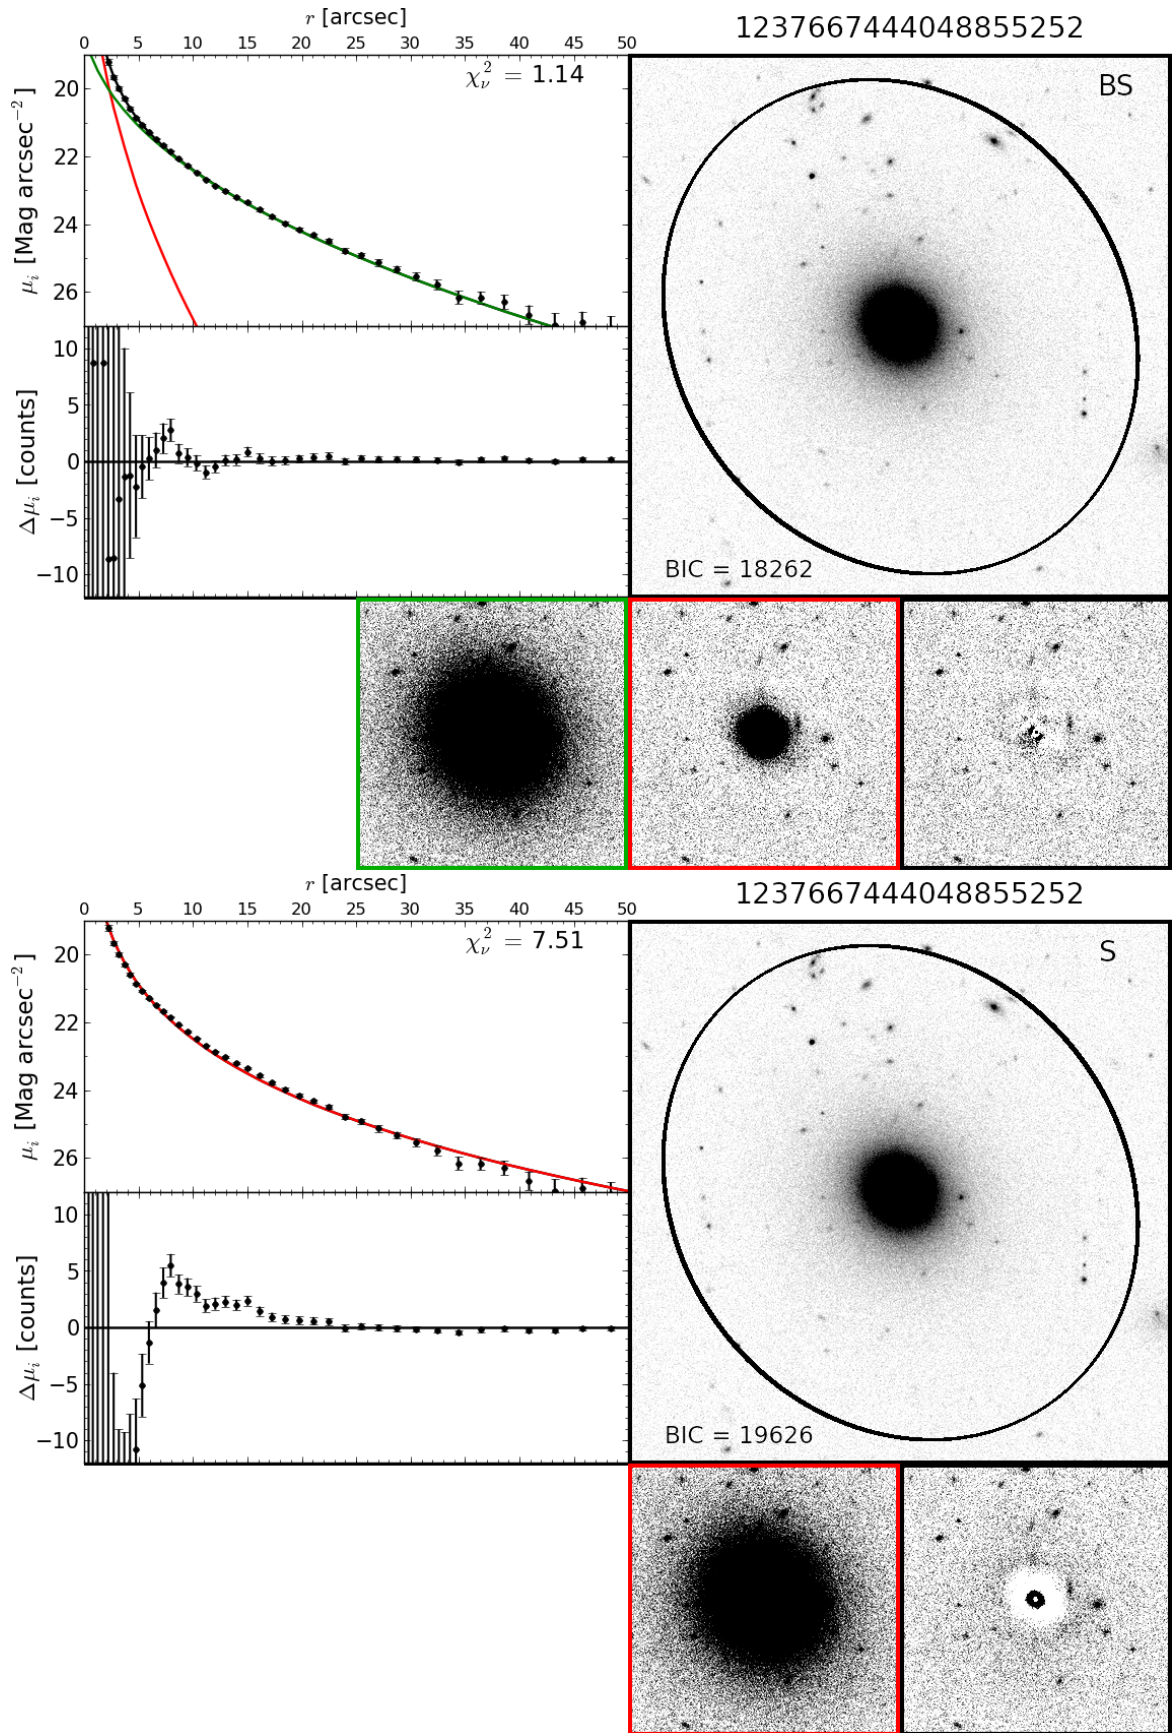 r [arcsec]
1237667444048855252
0 5 10 15 20 25 30 35 40 45 50
χ²ν = 1.14
BS
20
22
24
26
μi [Mag arcsec⁻²]
10
5
0
−5
−10
Δμi [counts]
BIC = 18262
r [arcsec]
1237667444048855252
0 5 10 15 20 25 30 35 40 45 50
χ²ν = 7.51
S
20
22
24
26
μi [Mag arcsec⁻²]
10
5
0
−5
−10
Δμi [counts]
BIC = 19626